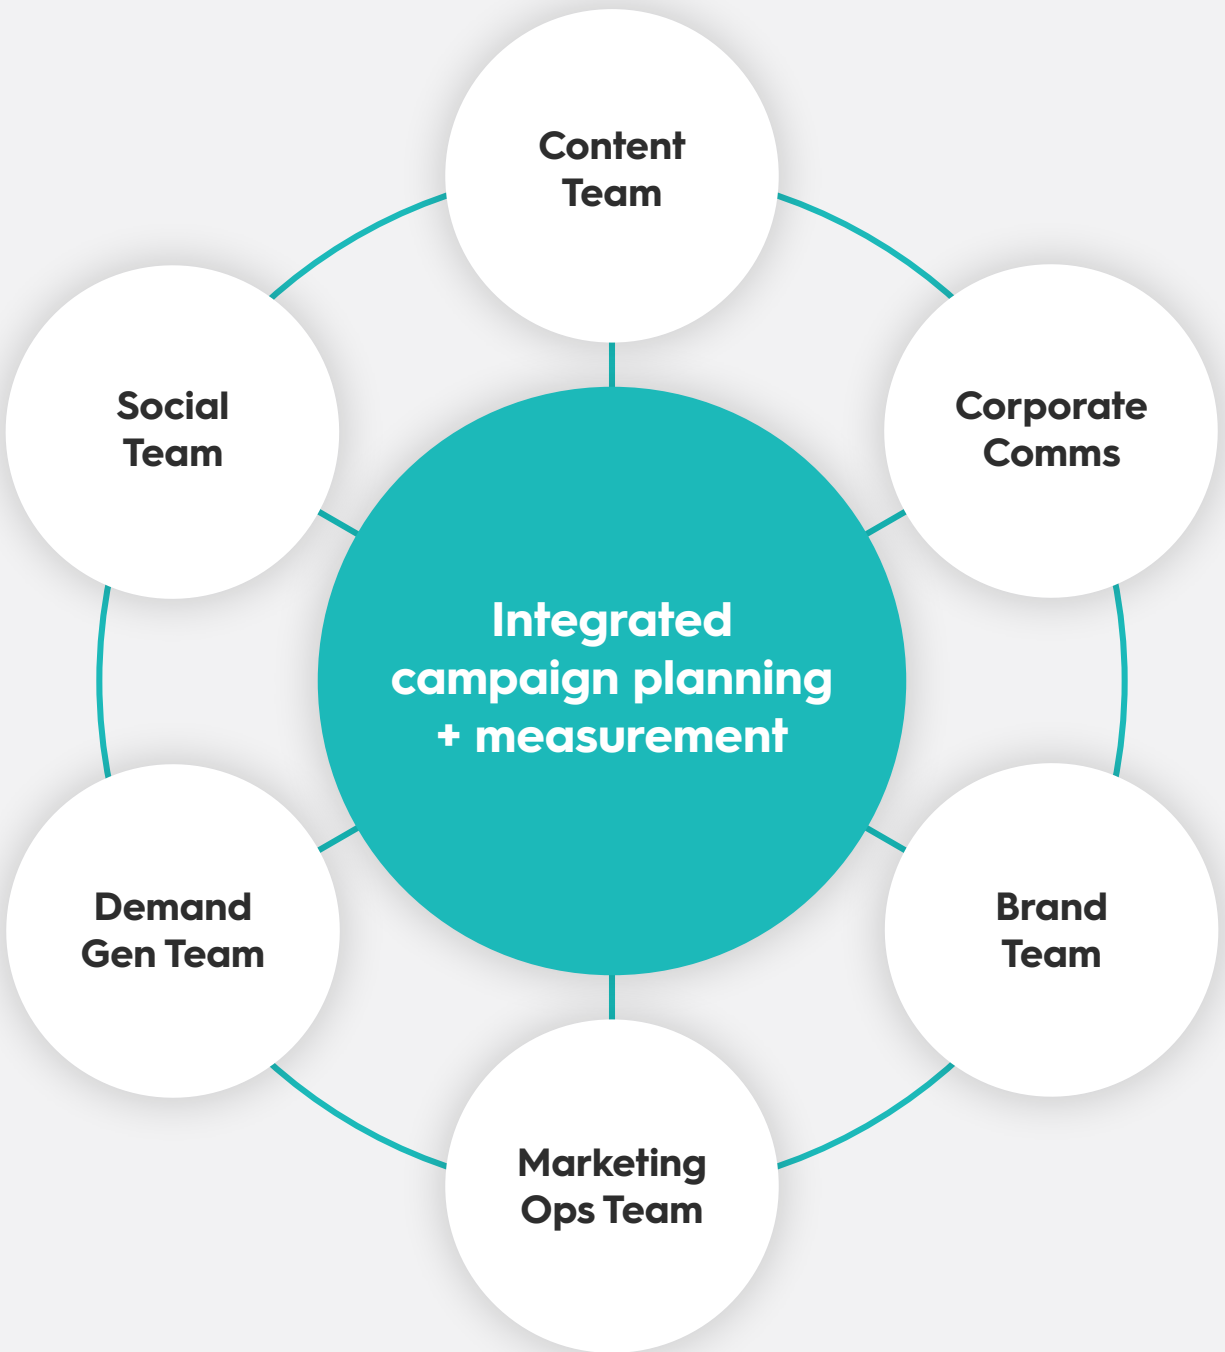 Content
Team
Social
Team
Corporate
Comms
Integrated
campaign planning
+ measurement
Demand
Gen Team
Brand
Team
Marketing
Ops Team